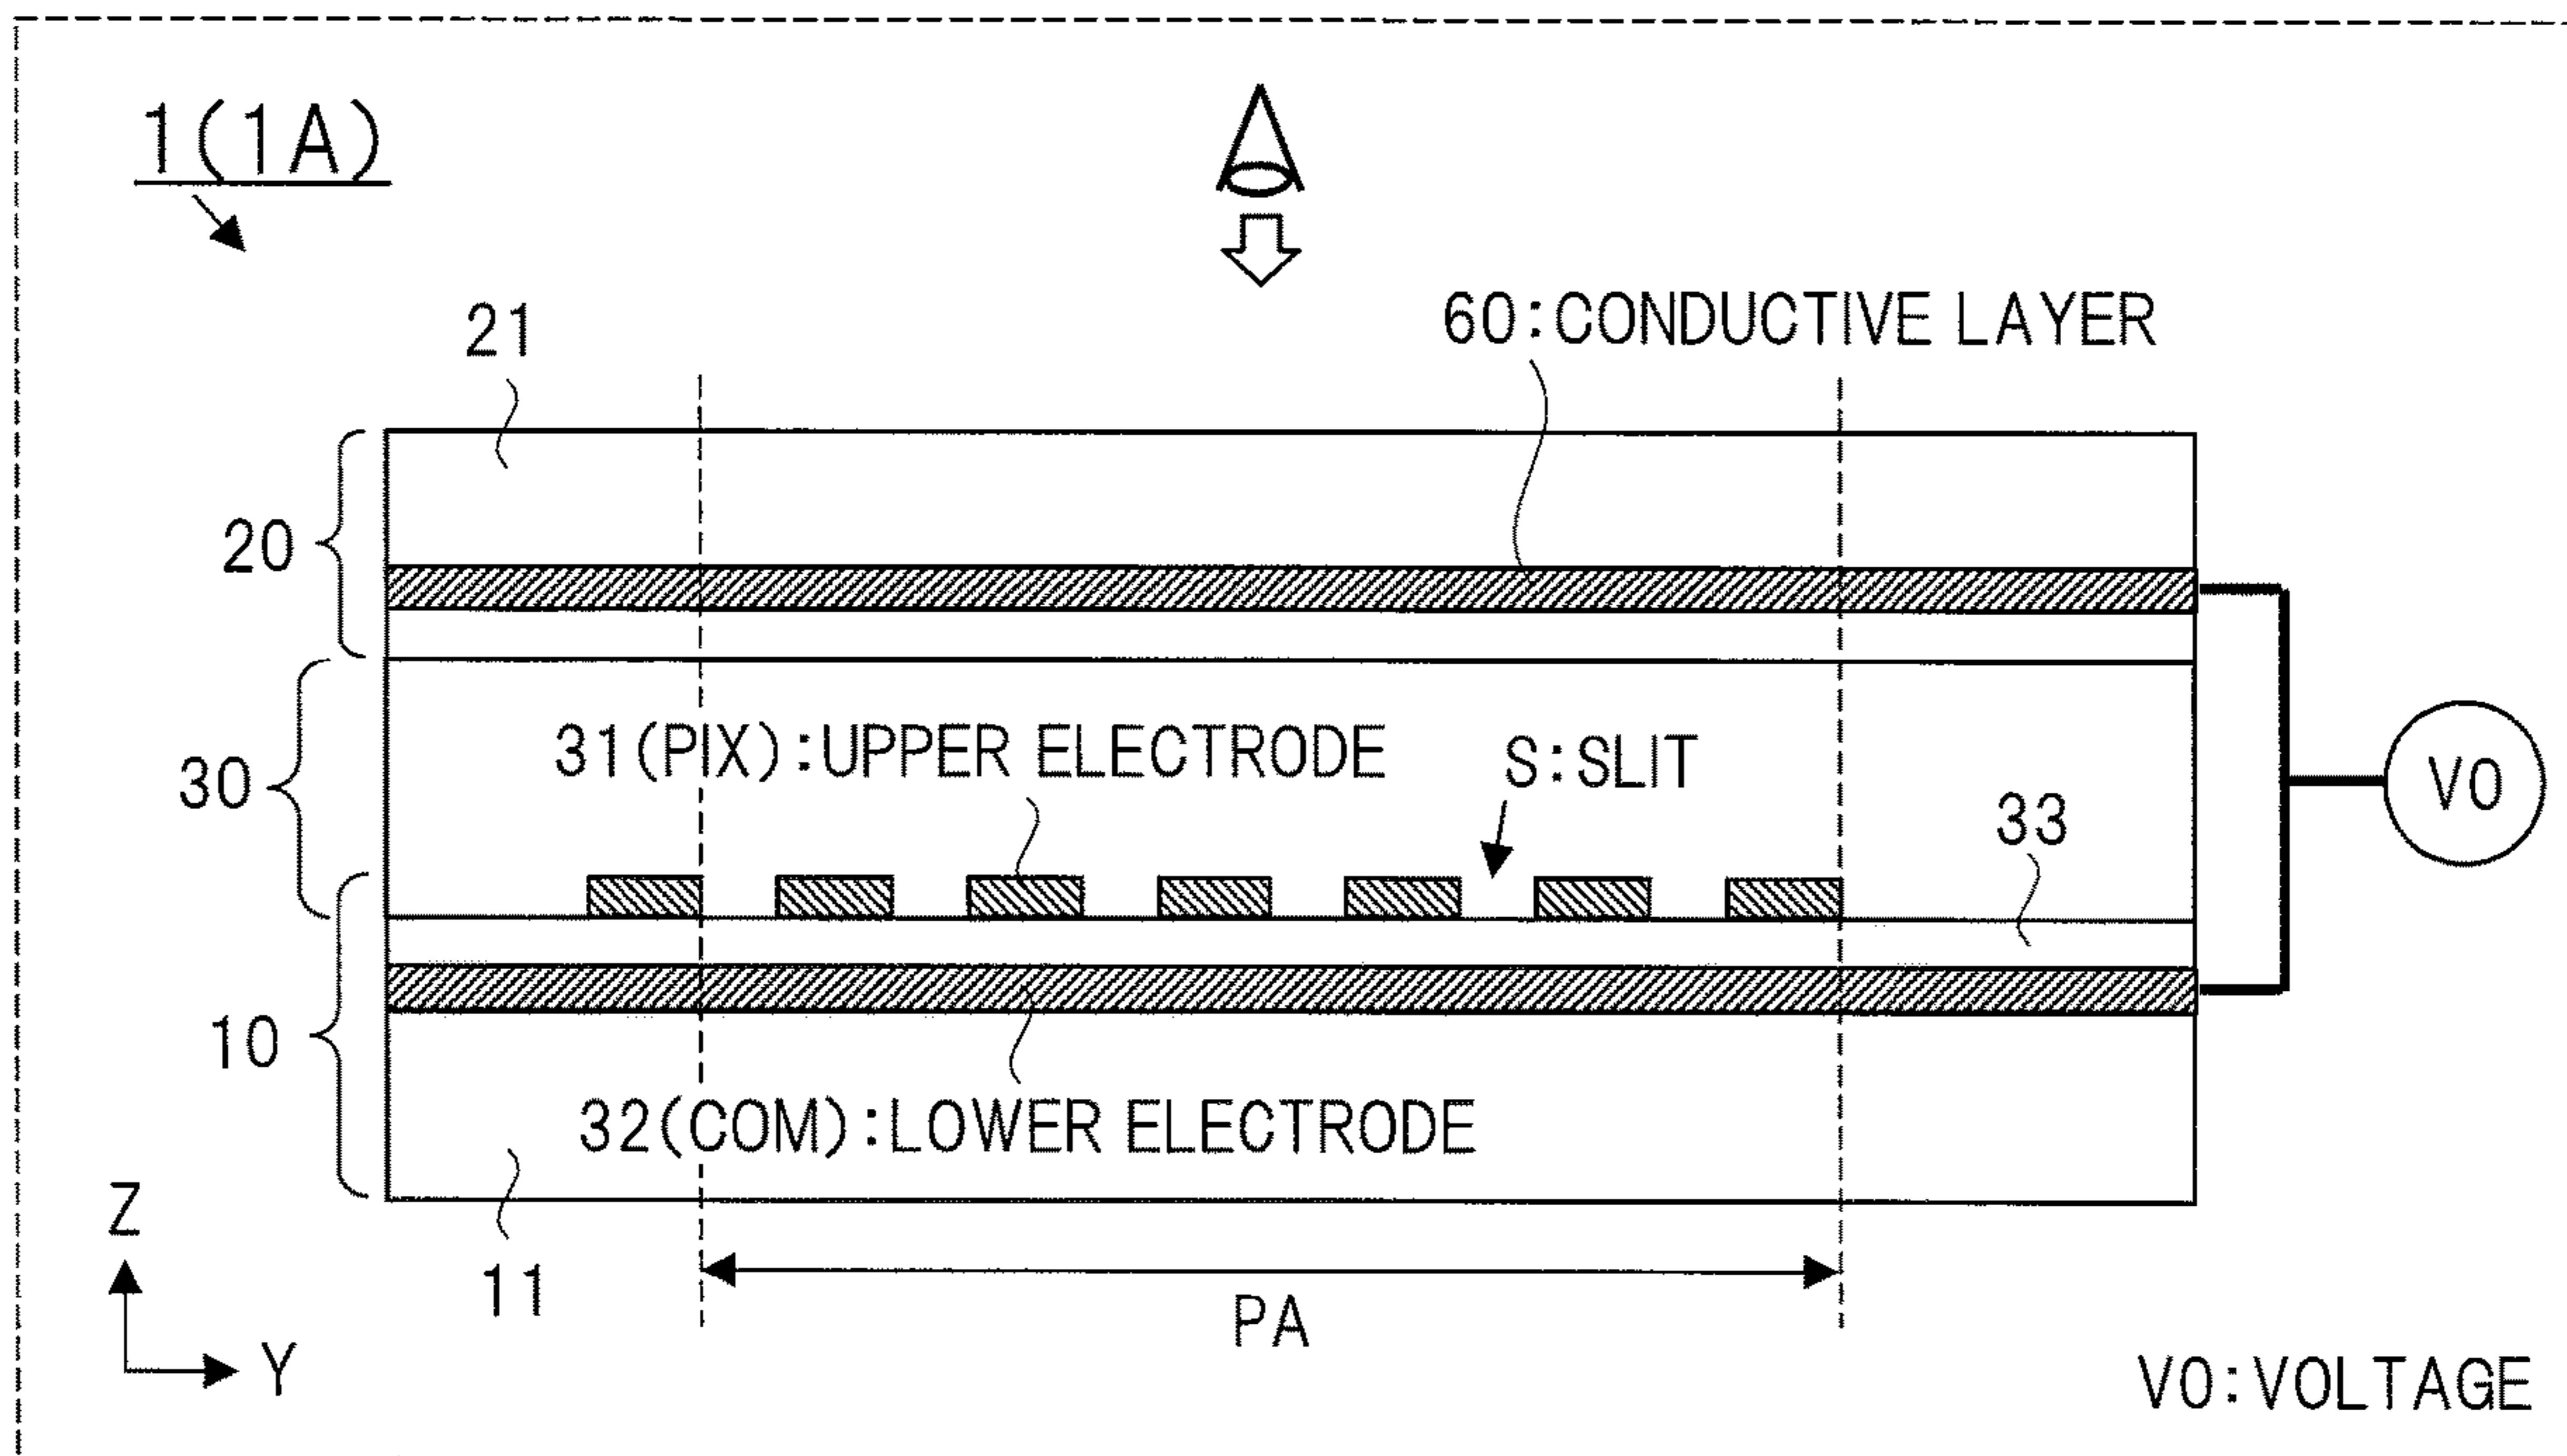 1(1A)
21
60:CONDUCTIVE LAYER
20
31(PIX):UPPER ELECTRODE
S:SLIT
30
33
V0
10
32(COM):LOWER ELECTRODE
Z
11
PA
Y
V0:VOLTAGE